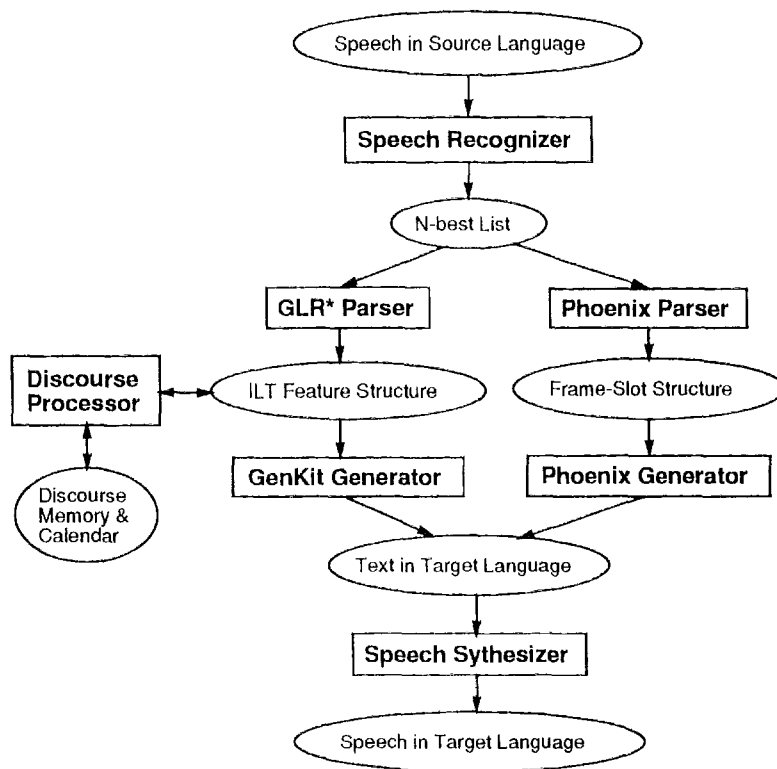 Speech in Source Language
Speech Recognizer
N-best List
GLR* Parser
Phoenix Parser
Discourse
Processor
ILT Feature Structure
Frame-Slot Structure
GenKit Generator
Phoenix Generator
Discourse
Memory &
Calendar
Text in Target Language
Speech Sythesizer
Speech in Target Language